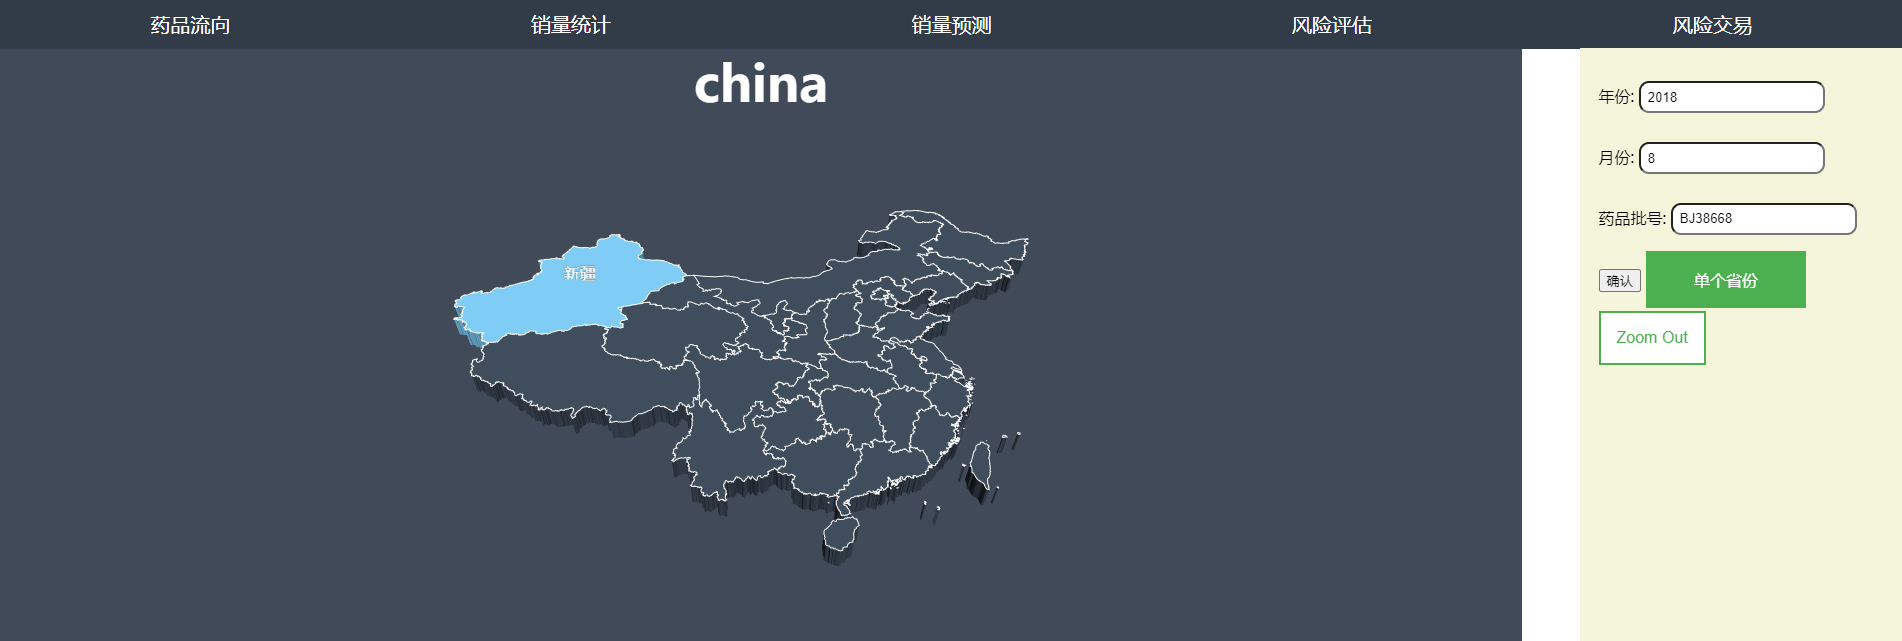 药品流向 销量统计 销量预测 风险评估 风险交易
china
新疆
年份: 2018
月份: 8
药品批号: BJ38668
确认 单个省份
Zoom Out